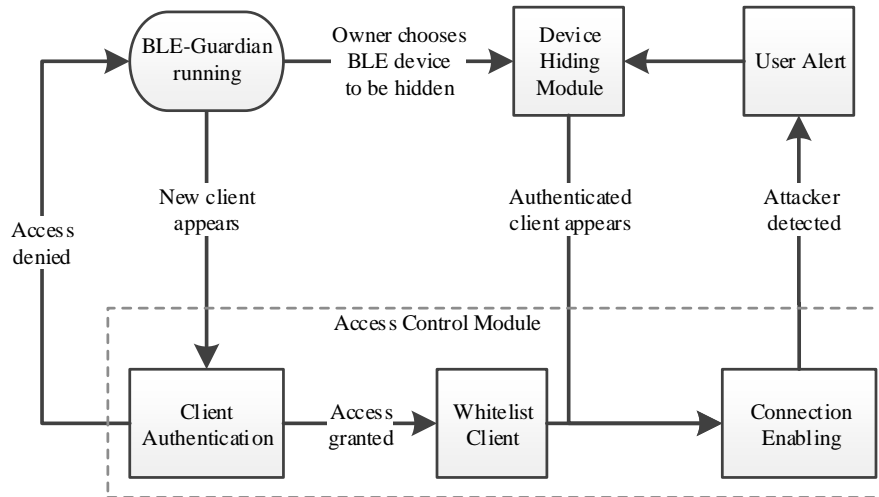 BLE-Guardian
running
Owner chooses
BLE device
to be hidden
Device
Hiding
Module
User Alert
New client
appears
Authenticated
client appears
Attacker
detected
Access
denied
Access Control Module
Client
Authentication
Access
granted
Whitelist
Client
Connection
Enabling